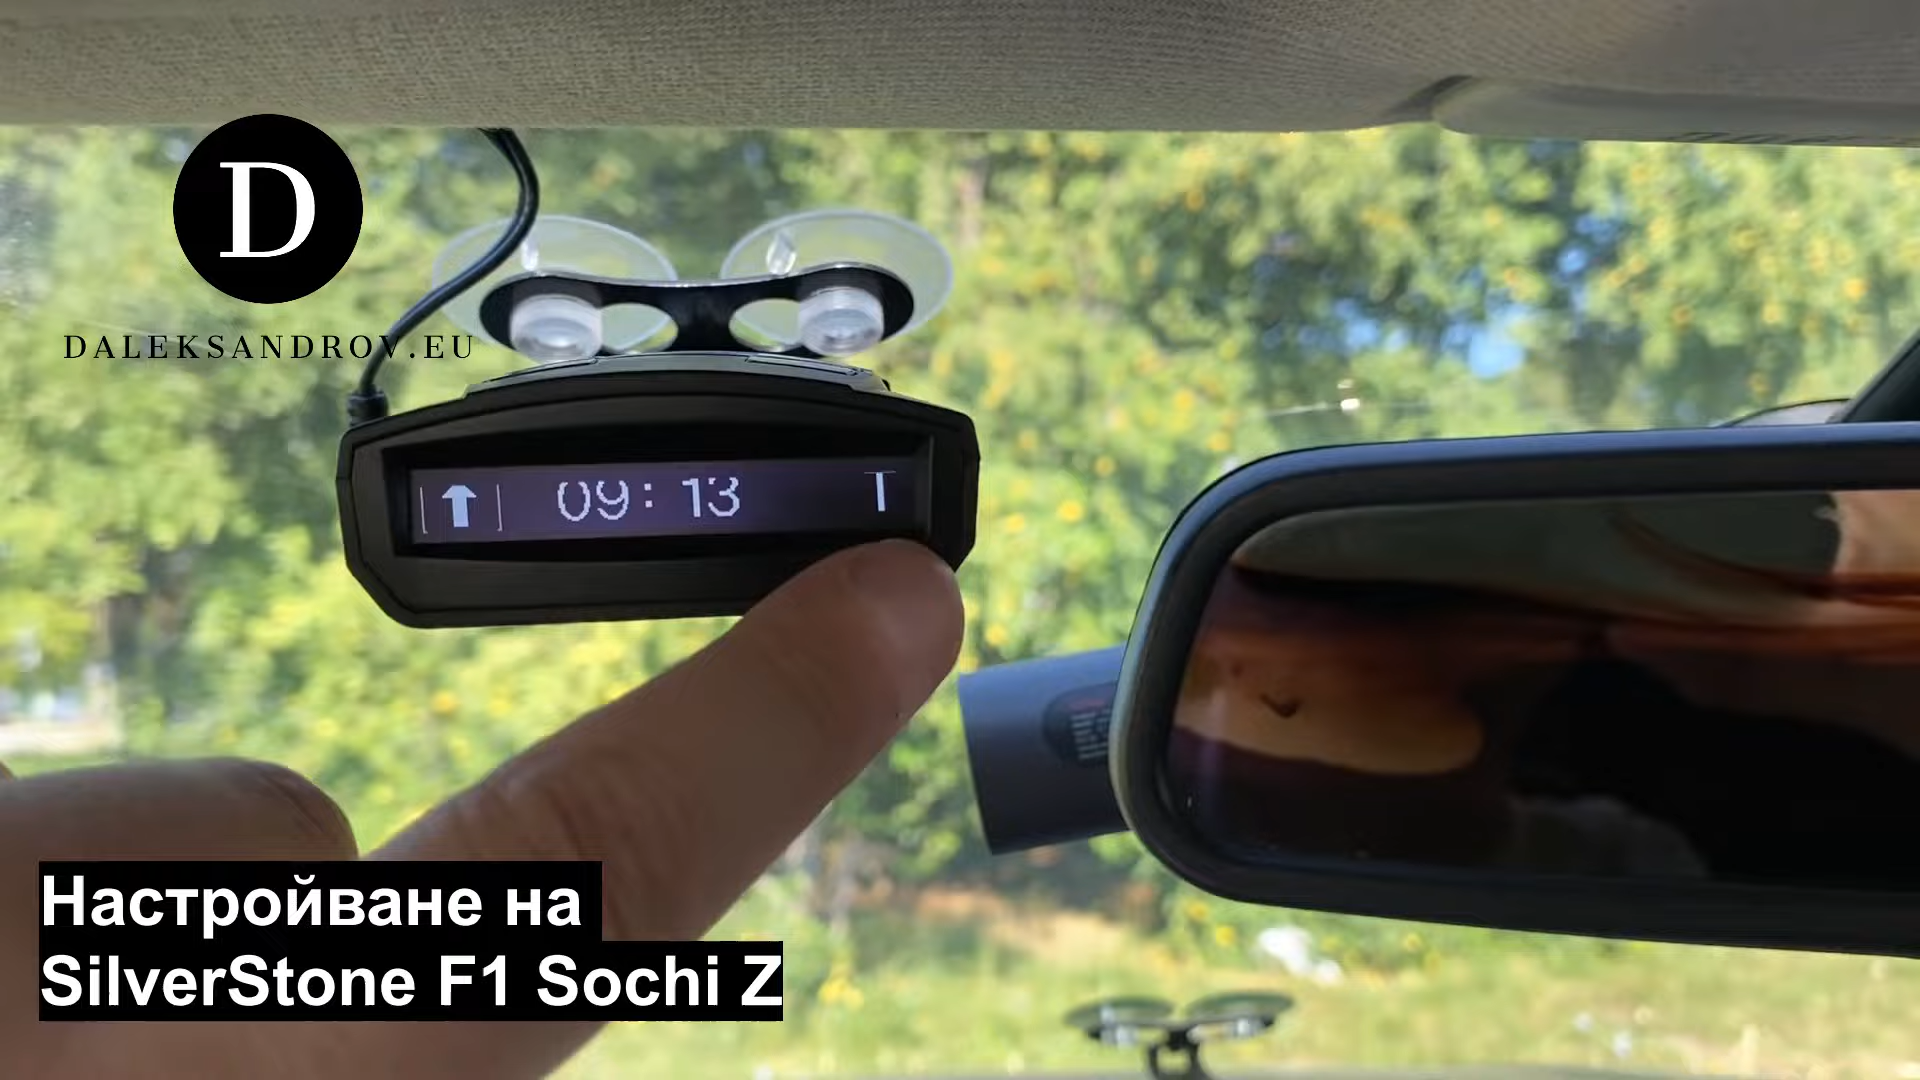 D
DALEKSANDROV.EU
09:13 T
Настройване на
SilverStone F1 Sochi Z